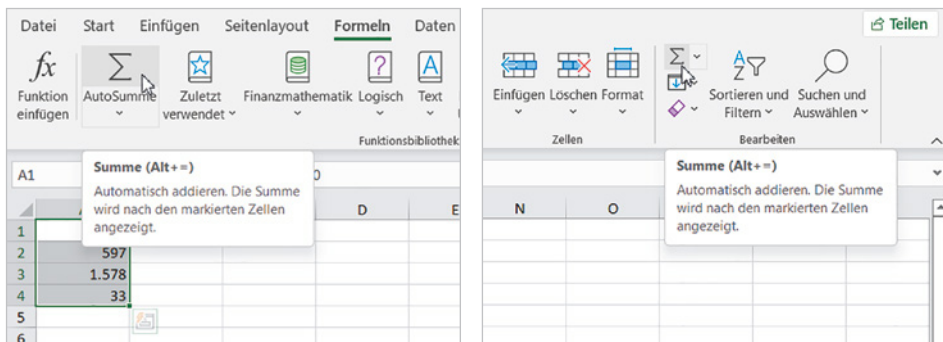 Datei Start Einfügen Seitenlayout Formeln Daten
fx AutoSumme Zuletzt Finanzmathematik Logisch Text
Funktion verwendet
einfügen
Funktionsbibliothek
A1 0
Summe (Alt+=)
Automatisch addieren. Die Summe
wird nach den markierten Zellen
angezeigt.
D E
1
2 597
3 1.578
4 33
5
6
Teilen
Einfügen Löschen Format Sortieren und Suchen und
Filtern Auswählen
Zellen Bearbeiten
Summe (Alt+=)
Automatisch addieren. Die Summe
wird nach den markierten Zellen
angezeigt.
N O